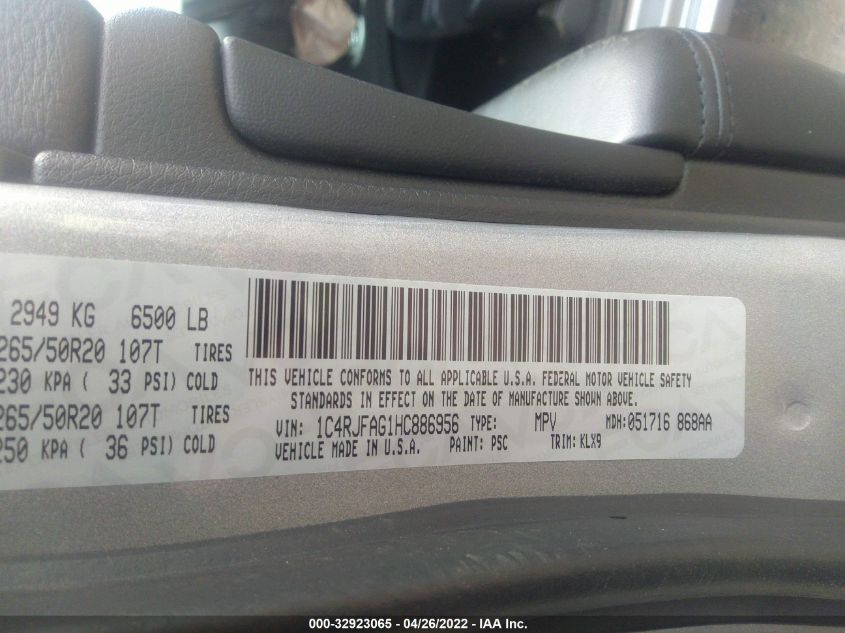 2949 KG 6500 LB
265/50R20 107T TIRES
230 KPA ( 33 PSI) COLD
265/50R20 107T TIRES
250 KPA ( 36 PSI) COLD
THIS VEHICLE CONFORMS TO ALL APPLICABLE U.S.A. FEDERAL MOTOR VEHICLE SAFETY
STANDARDS IN EFFECT ON THE DATE OF MANUFACTURE SHOWN ABOVE.
VIN: 1C4RJFAG1HC886956 TYPE: MPV MDH:051716 868AA
VEHICLE MADE IN U.S.A. PAINT: PSC TRIM: KLX9
000-32923065 - 04/26/2022 - IAA Inc.